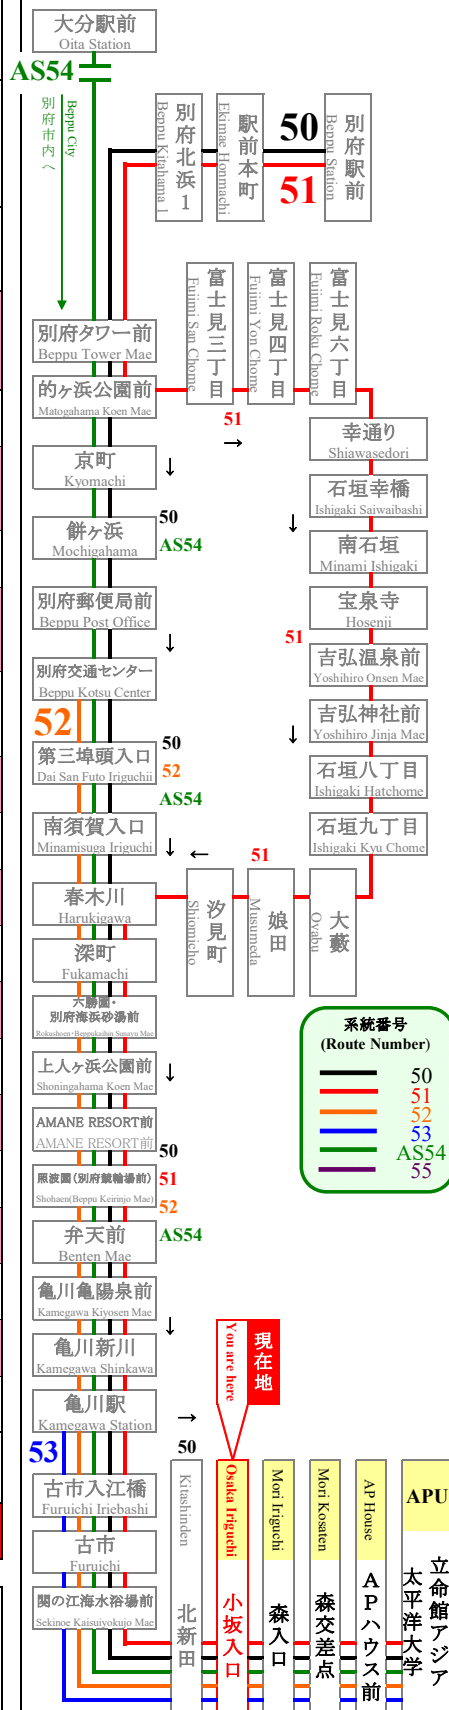 大分駅前
Oita Station
AS54
Beppu City
別府市内へ
別府北浜1
Beppu Kitahama 1
駅前本町
Ekimae Honmachi
50
51
別府駅前
Beppu Station
別府タワー前
Beppu Tower Mae
的ヶ浜公園前
Matogahama Koen Mae
富士見三丁目
Fujimi San Chome
富士見四丁目
Fujimi Yon Chome
富士見六丁目
Fujimi Roku Chome
51
→
幸通り
Shiawasedori
京町
Kyomachi
↓
石垣幸橋
Ishigaki Saiwaibashi
↓
餅ヶ浜
Mochigahama
50
AS54
南石垣
Minami Ishigaki
別府郵便局前
Beppu Post Office
宝泉寺
Hosenji
↓
51
吉弘温泉前
Yoshihiro Onsen Mae
別府交通センター
Beppu Kotsu Center
吉弘神社前
Yoshihiro Jinja Mae
↓
52
第三埠頭入口
Dai San Futo Iriguchii
50
52
AS54
石垣八丁目
Ishigaki Hatchome
南須賀入口
Minamisuga Iriguchi
石垣九丁目
Ishigaki Kyu Chome
↓
←
51
春木川
Harukigawa
汐見町
Shiomicho
娘田
Musumeda
大藪
Oyabu
深町
Fukamachi
六勝園・
別府海浜砂湯前
Rokushoen・Beppukaihin Sunayu Mae
系統番号
(Route Number)
50
51
52
53
AS54
55
上人ヶ浜公園前
Shoningahama Koen Mae
↓
AMANE RESORT前
AMANE RESORT前
照波園(別府競輪場前)
Shohaen(Beppu Keirinjo Mae)
50
51
52
AS54
弁天前
Benten Mae
亀川亀陽泉前
Kamegawa Kiyosen Mae
↓
亀川新川
Kamegawa Shinkawa
You are here
現在地
亀川駅
Kamegawa Station
→
50
53
古市入江橋
Furuichi Iriebashi
古市
Furuichi
関の江海水浴場前
Sekinoe Kaisuiyokujo Mae
Kitashinden
北新田
Osaka Iriguchi
小坂入口
Mori Iriguchi
森入口
Mori Kosaten
森交差点
AP House
APハウス前
APU
立命館アジア
太平洋大学